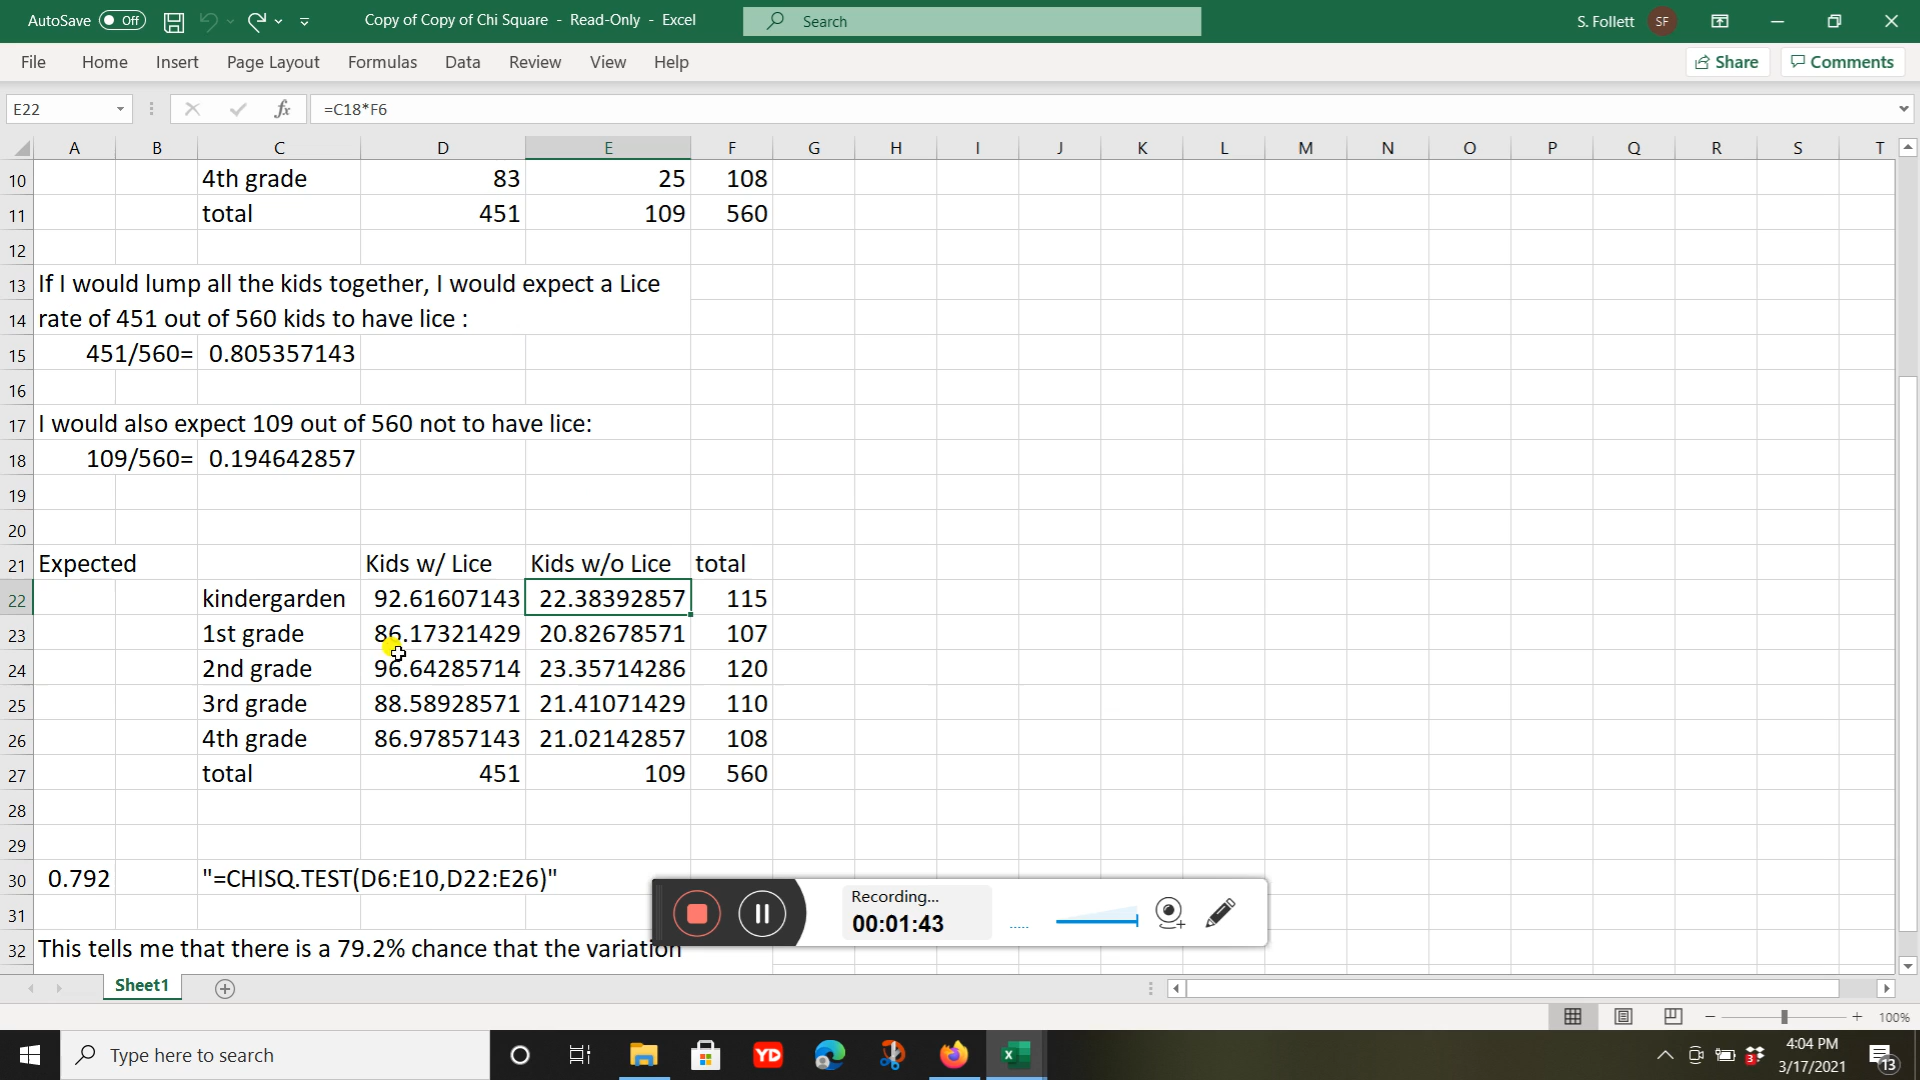 AutoSave Off Copy of Copy of Chi Square - Read-Only - Excel Search S. Follett SF
File Home Insert Page Layout Formulas Data Review View Help Share Comments
E22 fx =C18*F6
A B C D E F G H I J K L M N O P Q R S T
10 4th grade 83 25 108
11 total 451 109 560
12
13 If I would lump all the kids together, I would expect a Lice
14 rate of 451 out of 560 kids to have lice :
15 451/560= 0.805357143
16
17 I would also expect 109 out of 560 not to have lice:
18 109/560= 0.194642857
19
20
21 Expected Kids w/ Lice Kids w/o Lice total
22 kindergarden 92.61607143 22.38392857 115
23 1st grade 86.17321429 20.82678571 107
24 2nd grade 96.64285714 23.35714286 120
25 3rd grade 88.58928571 21.41071429 110
26 4th grade 86.97857143 21.02142857 108
27 total 451 109 560
28
29
30 0.792 "=CHISQ.TEST(D6:E10,D22:E26)"
Recording...
00:01:43
31
32 This tells me that there is a 79.2% chance that the variation
Sheet1
100%
Type here to search YD 3 4:04 PM
3/17/2021 13